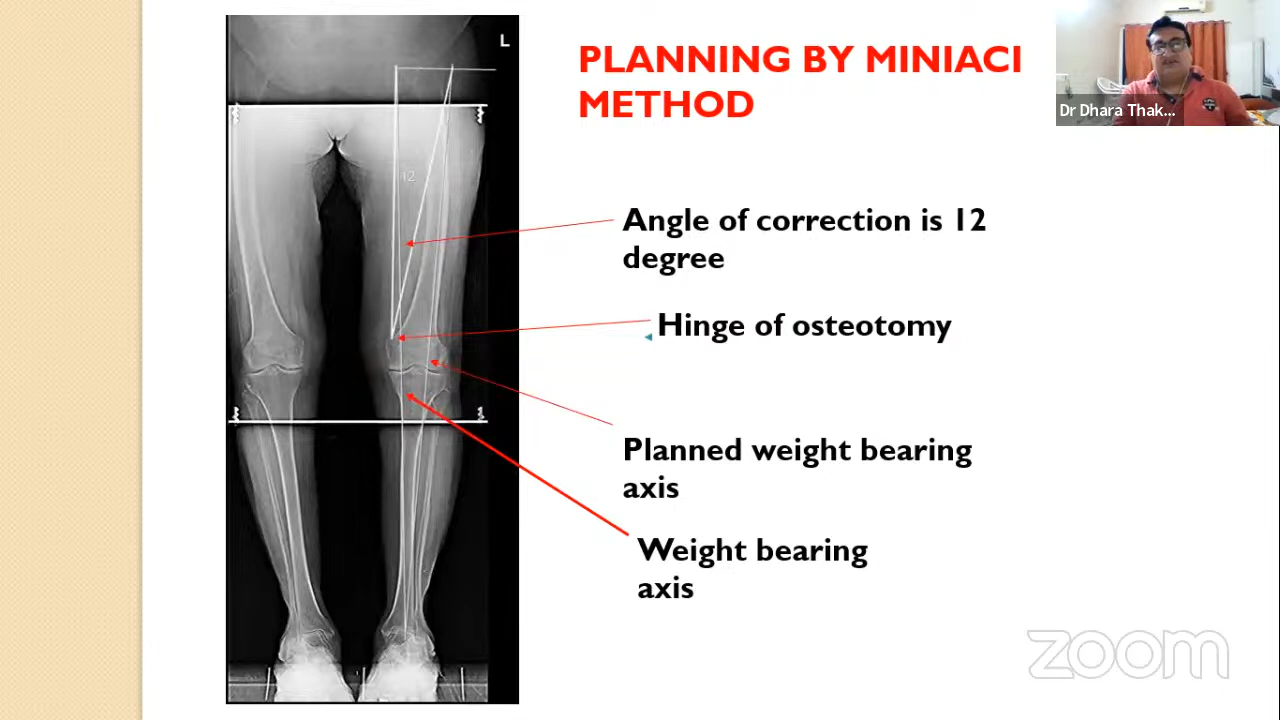 L
PLANNING BY MINIACI
METHOD
Dr Dhara Thak...
12
Angle of correction is 12
degree
Hinge of osteotomy
Planned weight bearing
axis
Weight bearing
axis
zoom